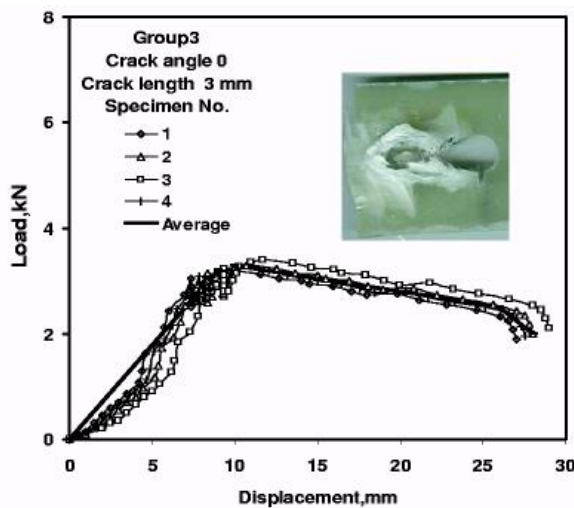 8
6
4
2
0
Load,kN
Group3
Crack angle 0
Crack length 3 mm
Specimen No.
1
2
3
4
Average
0 5 10 15 20 25 30
Displacement,mm